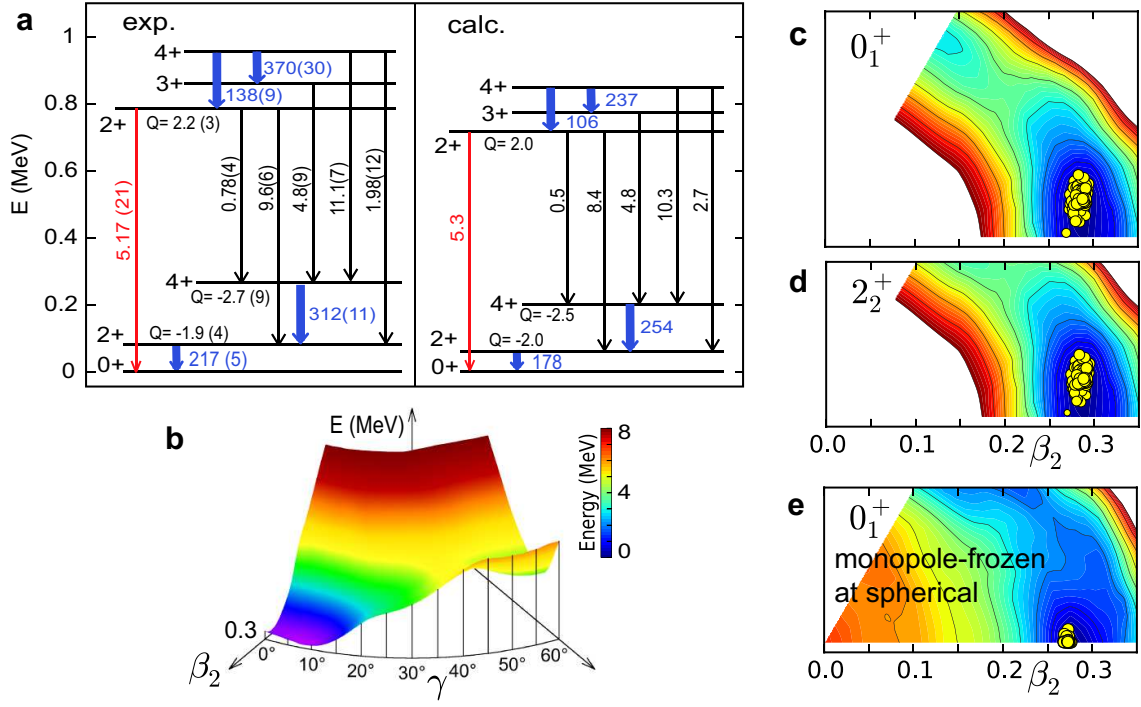 a
exp.
calc.
E (MeV)
1
0.8
0.6
0.4
0.2
0
4+
370(30)
3+
138(9)
2+
Q= 2.2 (3)
5.17 (21)
0.78(4)
9.6(6)
4.8(9)
11.1(7)
1.98(12)
4+
Q= -2.7 (9)
312(11)
2+
Q= -1.9 (4)
217 (5)
0+
4+
237
3+
106
2+
Q= 2.0
5.3
0.5
8.4
4.8
10.3
2.7
4+
Q= -2.5
254
2+
Q= -2.0
178
0+
b
E (MeV)
Energy (MeV)
8
4
0
0.3
β₂
0°
10°
20°
30°
40°
50°
60°
γ
c
0₁⁺
d
2₂⁺
0.0
0.1
0.2
0.3
β₂
e
0₁⁺
monopole-frozen
at spherical
0.0
0.1
0.2
0.3
β₂